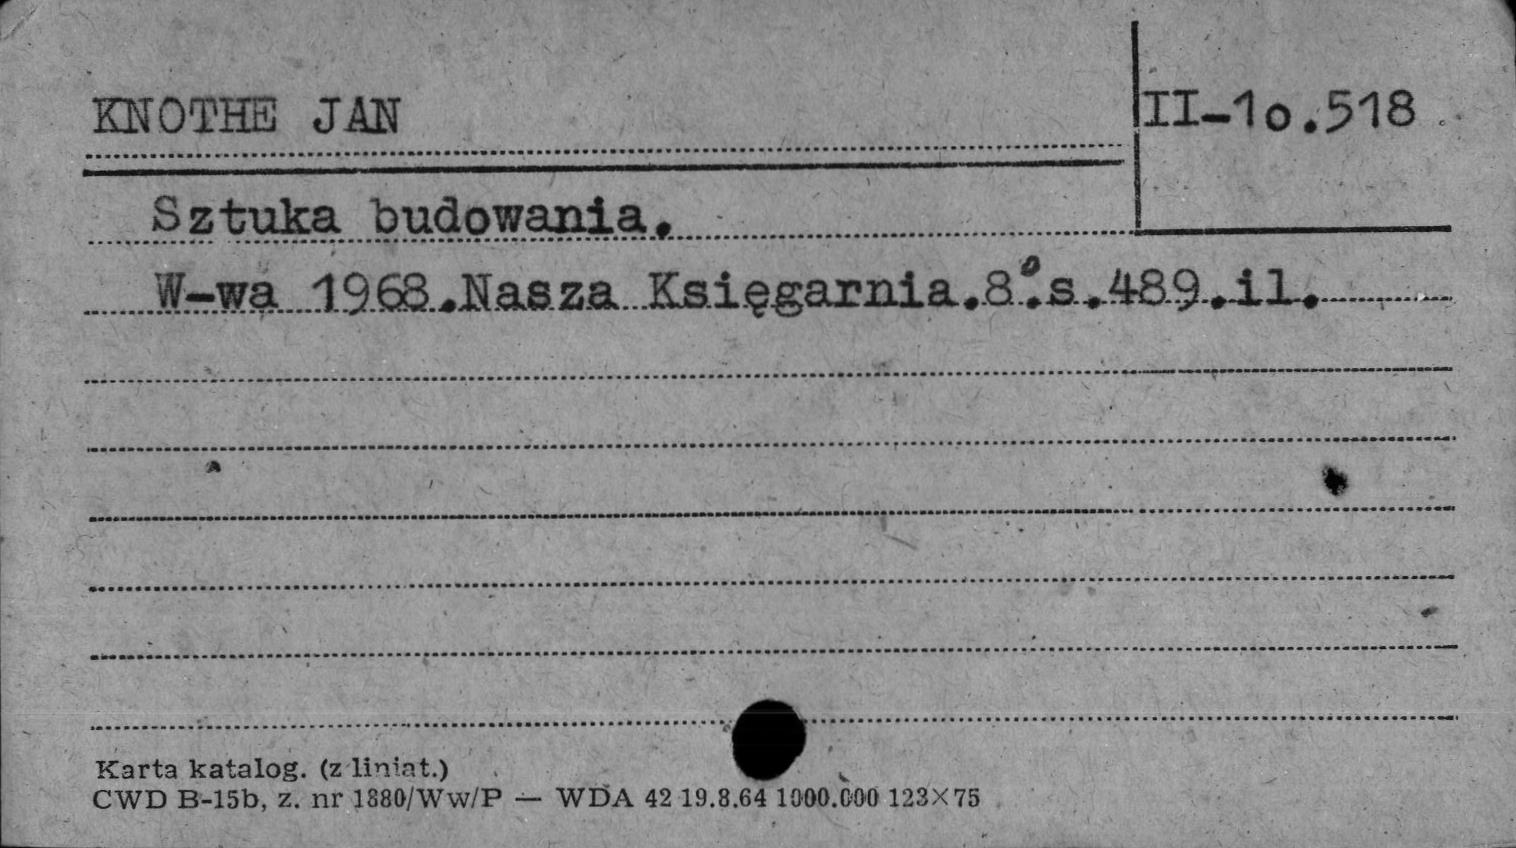 KNOTHE JAN
II-1o.518
Sztuka budowania.
W-wa 1968.Nasza Księgarnia.8°.s.489.il.
Karta katalog. (z liniat.)
CWD B-15b, z. nr 1380/Ww/P — WDA 42 19.8.64 1000.000 123×75